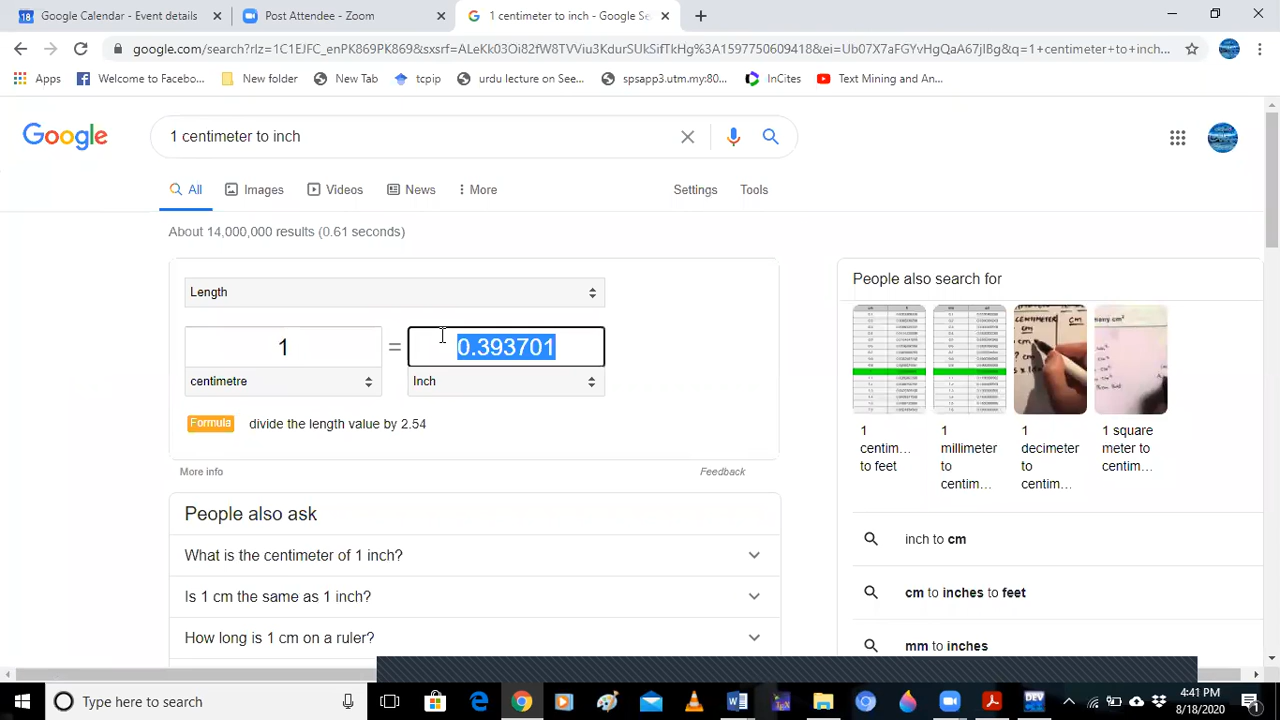 18 Google Calendar - Event details
Post Attendee - Zoom
1 centimeter to inch - Google Se
google.com/search?rlz=1C1EJFC_enPK869PK869&sxsrf=ALeKk03OIb2fW8TVViu3KdurSUkSifTkHg%3A1597750609418&ei=Ub07X7aFGYvHgQaA67jIBg&q=1+centimeter+to+inch...
Apps Welcome to Facebo... New folder New Tab tcpip urdu lecture on See... spsapp3.utm.my:80... InCites Text Mining and An...
Google
1 centimeter to inch
All Images Videos News More Settings Tools
About 14,000,000 results (0.61 seconds)
Length
1 = 0.393701
centimetre Inch
Formula divide the length value by 2.54
More info Feedback
People also ask
What is the centimeter of 1 inch?
Is 1 cm the same as 1 inch?
How long is 1 cm on a ruler?
People also search for
1 centim... to feet
1 millimeter to centim...
1 decimeter to centim...
1 square meter to centim...
inch to cm
cm to inches to feet
mm to inches
Type here to search
DEV
4:41 PM
8/18/2020